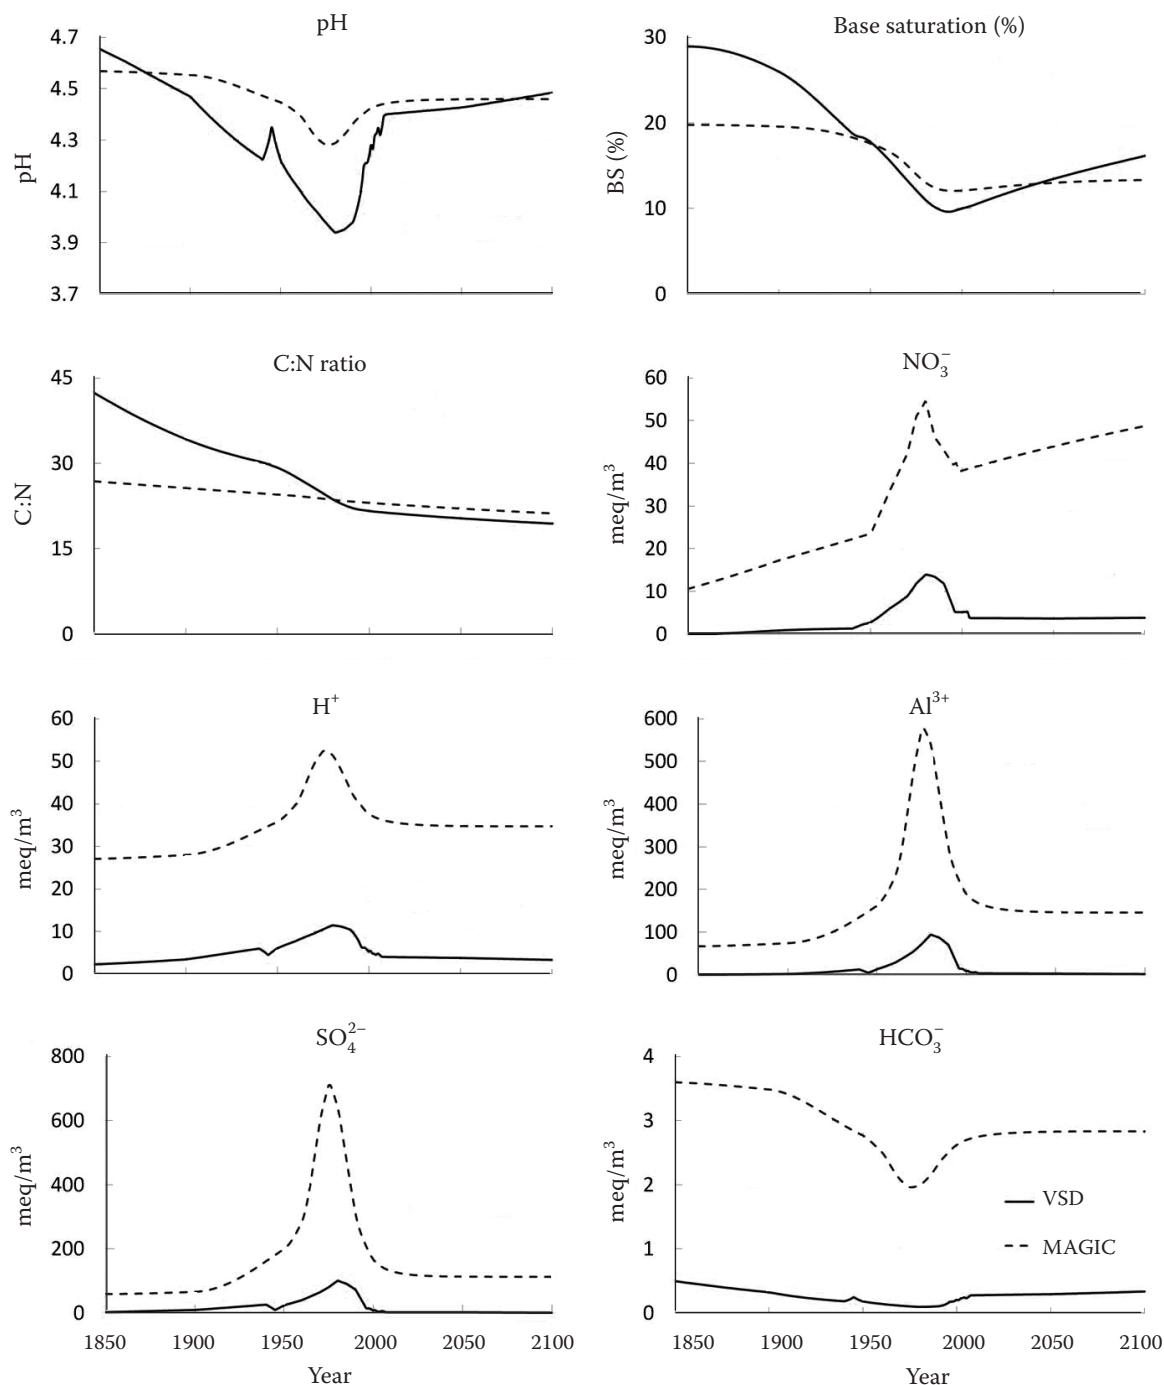 pH
4.7
4.5
4.3
4.1
3.9
3.7
pH
Base saturation (%)
30
20
10
0
BS (%)
C:N ratio
45
30
15
0
C:N
NO₃⁻
60
50
40
30
20
10
0
meq/m³
H⁺
60
50
40
30
20
10
0
meq/m³
Al³⁺
600
500
400
300
200
100
0
meq/m³
SO₄²⁻
800
600
400
200
0
meq/m³
1850 1900 1950 2000 2050 2100
Year
HCO₃⁻
4
3
2
1
0
meq/m³
VSD
MAGIC
1850 1900 1950 2000 2050 2100
Year